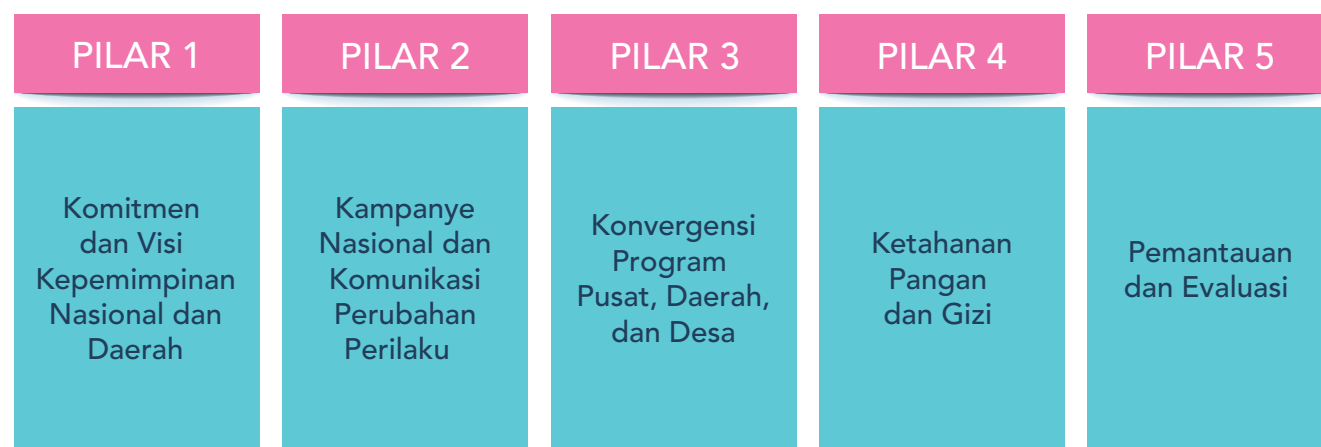 PILAR 1
Komitmen
dan Visi
Kepemimpinan
Nasional dan
Daerah
PILAR 2
Kampanye
Nasional dan
Komunikasi
Perubahan
Perilaku
PILAR 3
Konvergensi
Program
Pusat, Daerah,
dan Desa
PILAR 4
Ketahanan
Pangan
dan Gizi
PILAR 5
Pemantauan
dan Evaluasi